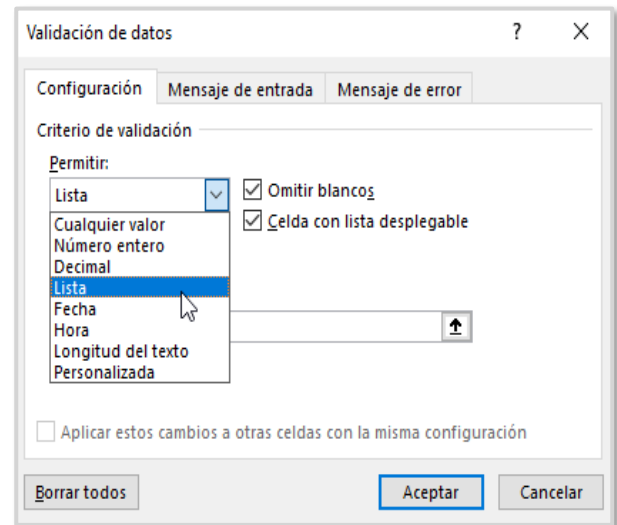 Validación de datos ?
Configuración Mensaje de entrada Mensaje de error
Criterio de validación
Permitir:
Lista Omitir blancos
Celda con lista desplegable
Cualquier valor
Número entero
Decimal
Lista
Fecha
Hora
Longitud del texto
Personalizada
Aplicar estos cambios a otras celdas con la misma configuración
Borrar todos Aceptar Cancelar